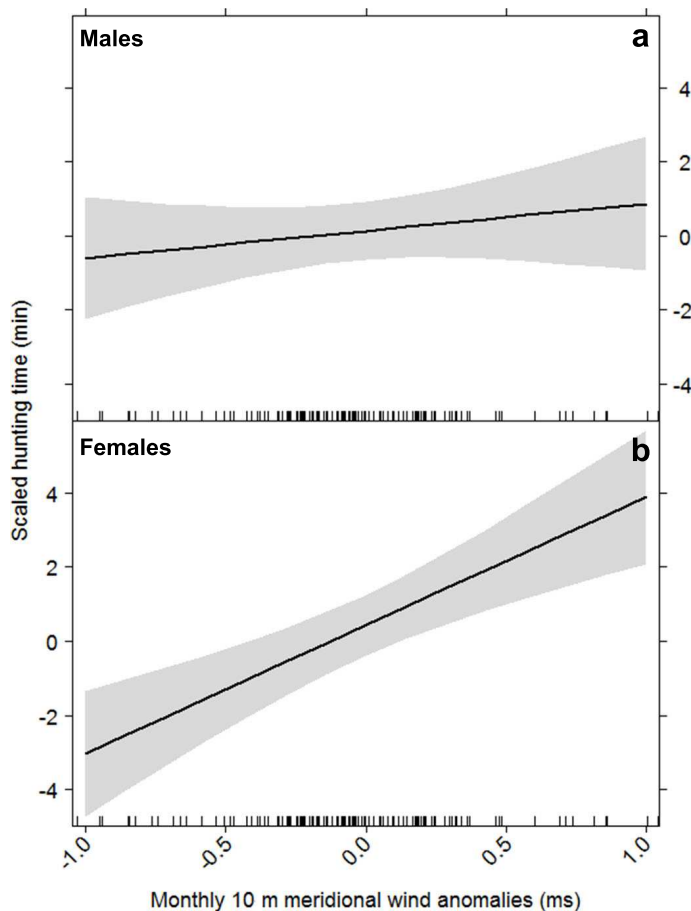 Males
a
4
2
0
-2
-4
Scaled hunting time (min)
Females
b
4
2
0
-2
-4
-1.0
-0.5
0.0
0.5
1.0
Monthly 10 m meridional wind anomalies (ms)